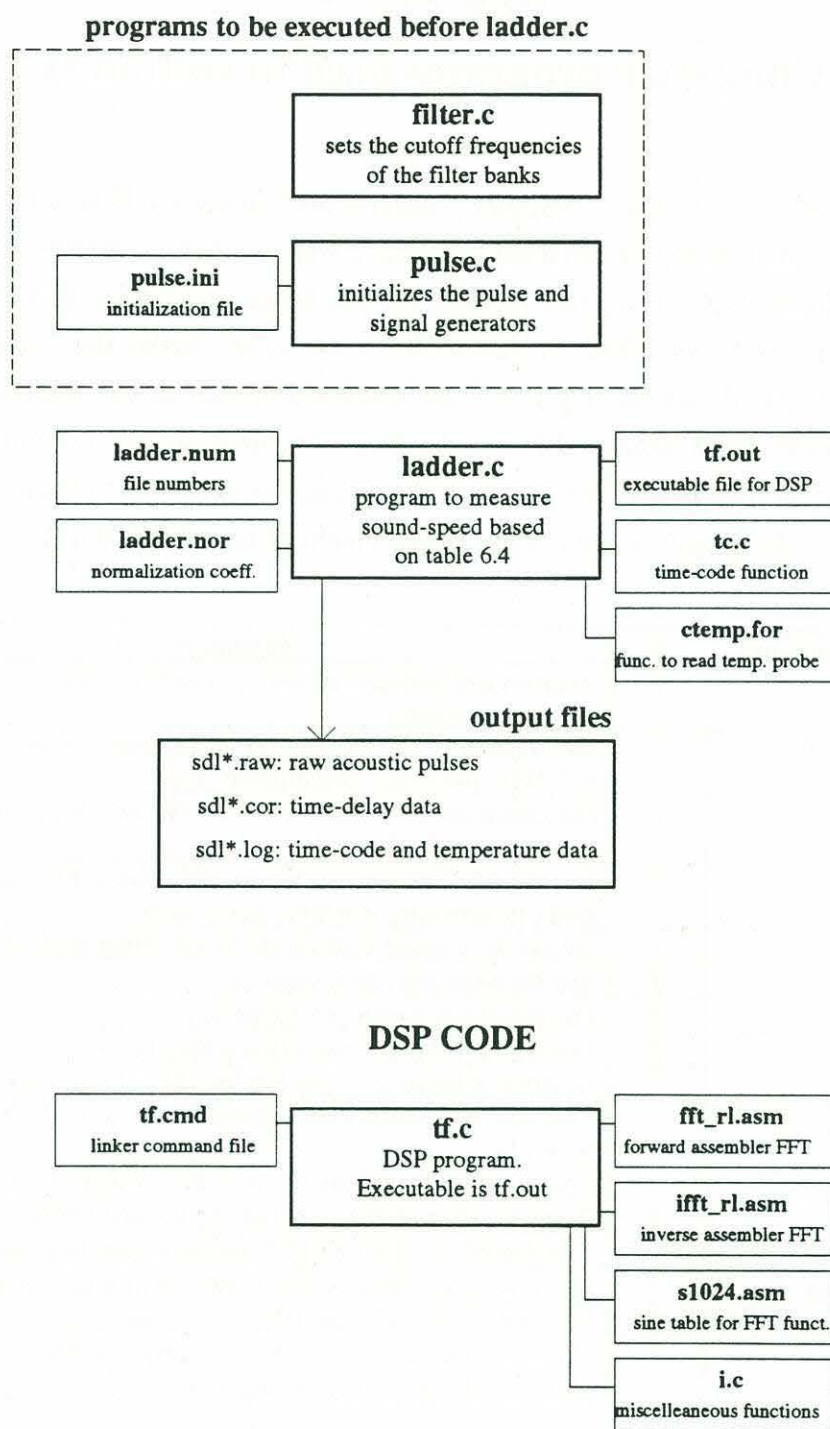 programs to be executed before ladder.c
filter.c
sets the cutoff frequencies
of the filter banks
pulse.ini
initialization file
pulse.c
initializes the pulse and
signal generators
ladder.num
file numbers
ladder.nor
normalization coeff.
ladder.c
program to measure
sound-speed based
on table 6.4
tf.out
executable file for DSP
tc.c
time-code function
ctemp.for
func. to read temp. probe
output files
sdl*.raw: raw acoustic pulses
sdl*.cor: time-delay data
sdl*.log: time-code and temperature data
DSP CODE
tf.cmd
linker command file
tf.c
DSP program.
Executable is tf.out
fft_rl.asm
forward assembler FFT
ifft_rl.asm
inverse assembler FFT
s1024.asm
sine table for FFT funct.
i.c
miscelleaneous functions